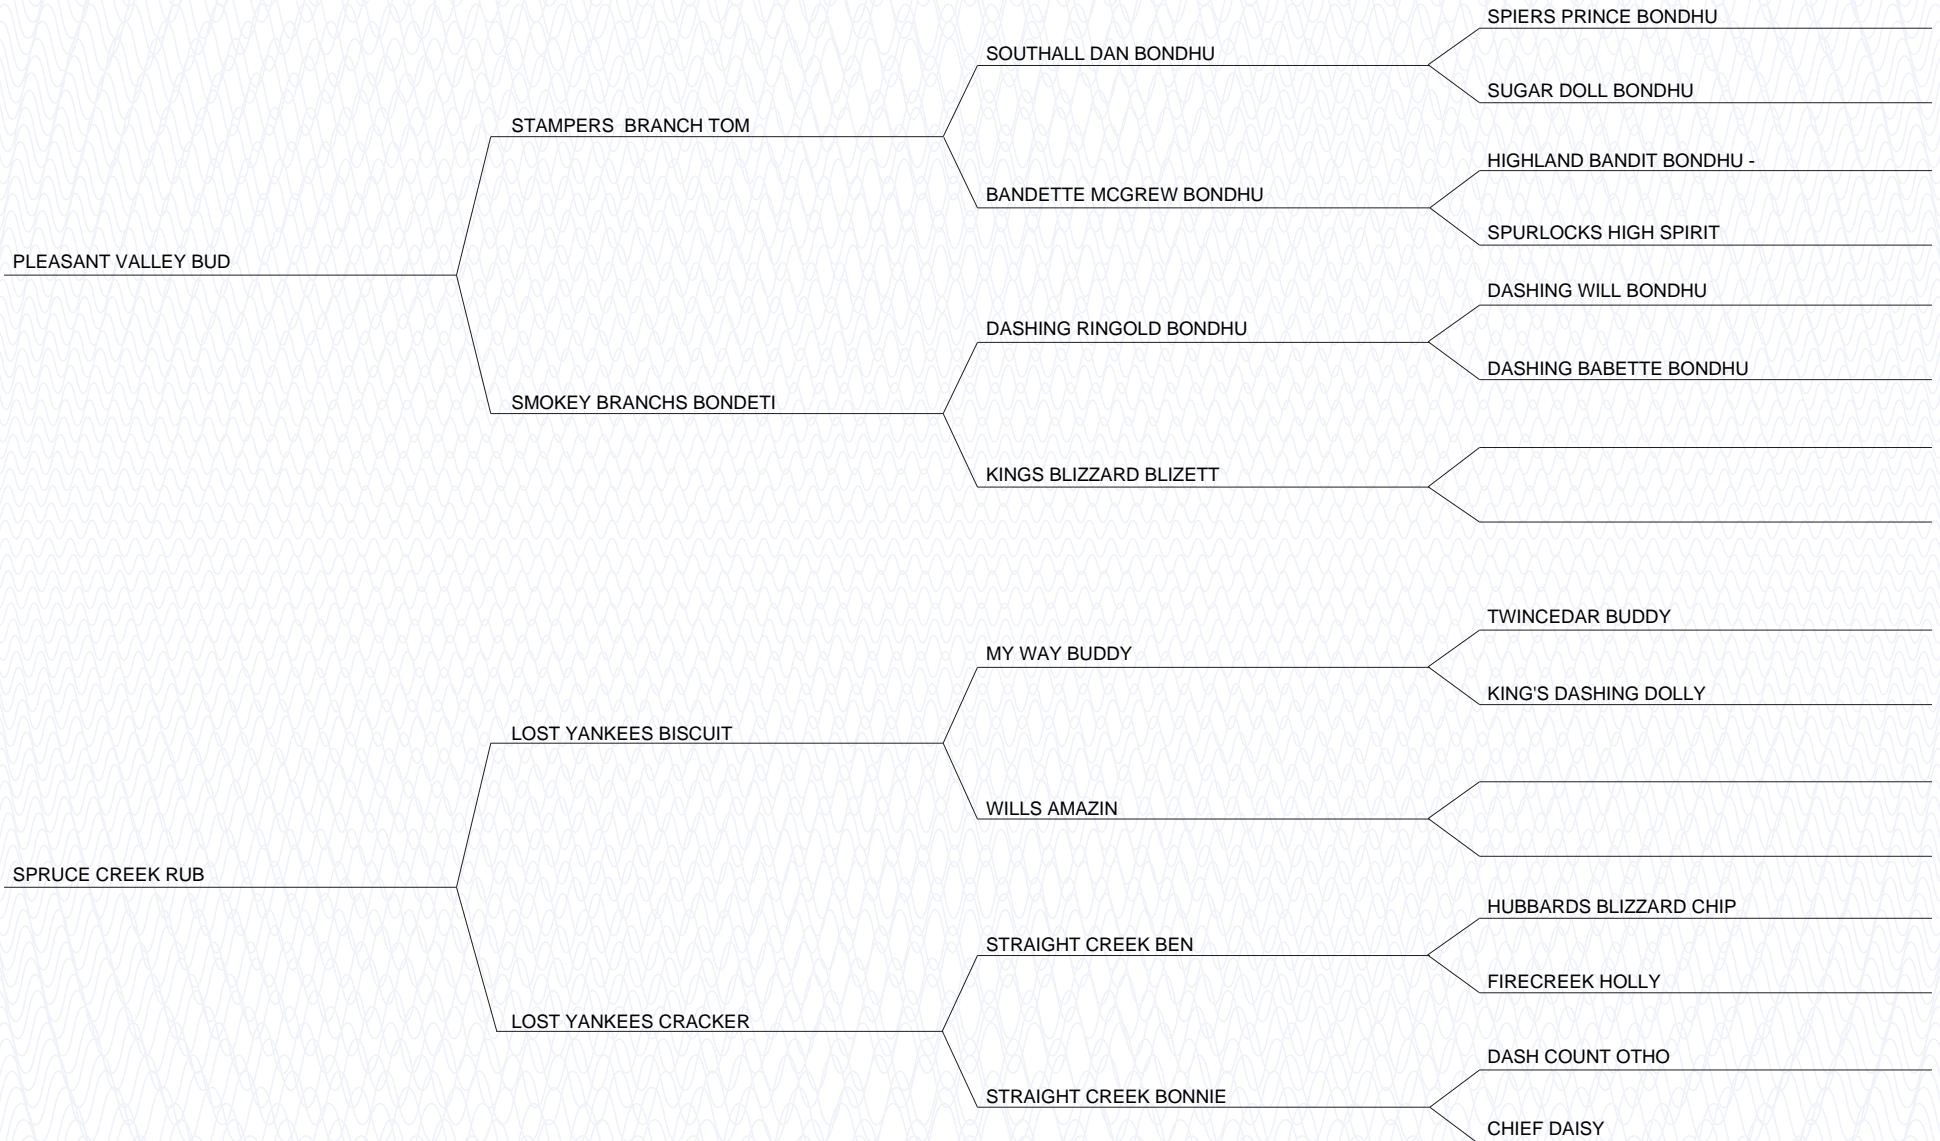 SPIERS PRINCE BONDHU
SOUTHALL DAN BONDHU
SUGAR DOLL BONDHU
STAMPERS  BRANCH TOM
HIGHLAND BANDIT BONDHU -
BANDETTE MCGREW BONDHU
SPURLOCKS HIGH SPIRIT
PLEASANT VALLEY BUD
DASHING WILL BONDHU
DASHING RINGOLD BONDHU
DASHING BABETTE BONDHU
SMOKEY BRANCHS BONDETI
KINGS BLIZZARD BLIZETT
TWINCEDAR BUDDY
MY WAY BUDDY
KING'S DASHING DOLLY
LOST YANKEES BISCUIT
WILLS AMAZIN
SPRUCE CREEK RUB
HUBBARDS BLIZZARD CHIP
STRAIGHT CREEK BEN
FIRECREEK HOLLY
LOST YANKEES CRACKER
DASH COUNT OTHO
STRAIGHT CREEK BONNIE
CHIEF DAISY